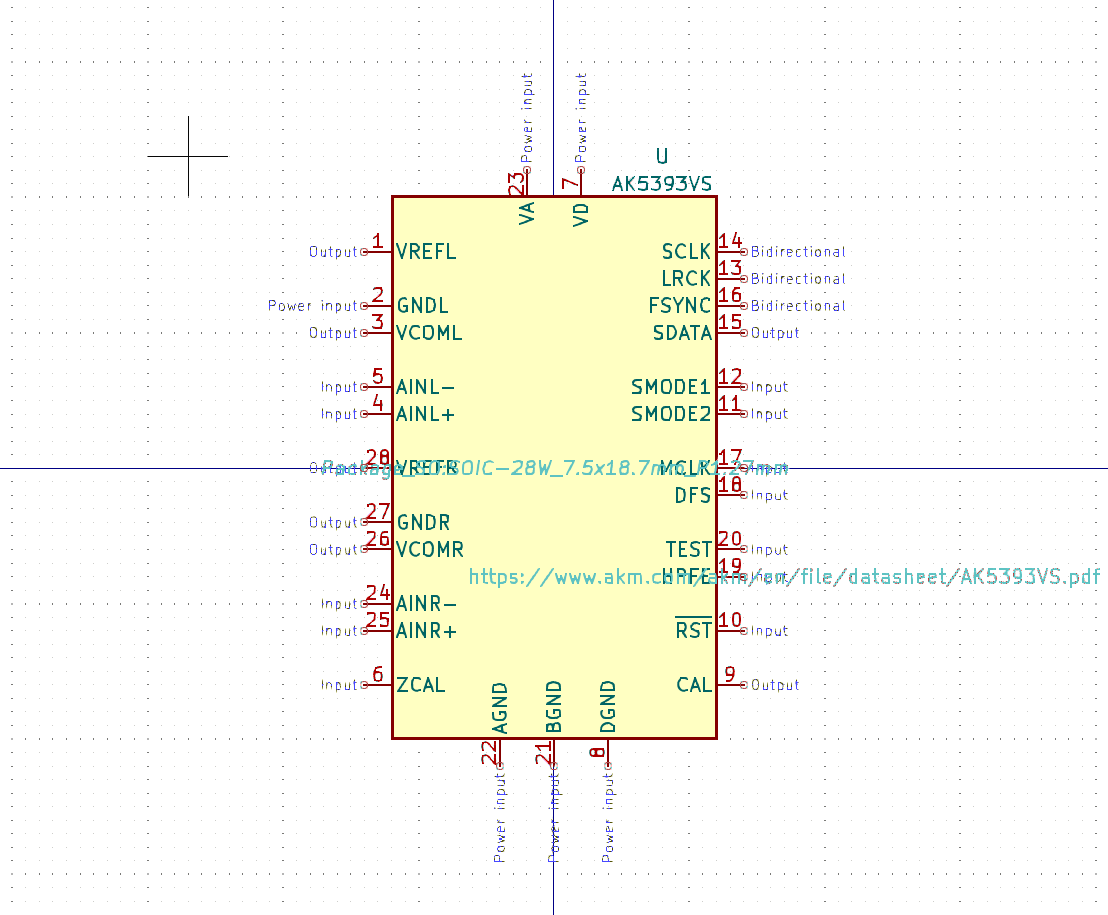 Power input
Power input
23
7
U
AK5393VS
VA
VD
Output 1 VREFL
SCLK 14 Bidirectional
LRCK 13 Bidirectional
Power input 2 GNDL
FSYNC 16 Bidirectional
Output 3 VCOML
SDATA 15 Output
Input 5 AINL-
SMODE1 12 Input
Input 4 AINL+
SMODE2 11 Input
Output 28 VREFR
MCLK 17 Input
Package_SO:SOIC-28W_7.5x18.7mm_P1.27mm
DFS 18 Input
Output 27 GNDR
Output 26 VCOMR
TEST 20 Input
HPFE 19 Input
https://www.akm.com/akm/en/file/datasheet/AK5393VS.pdf
Input 24 AINR-
Input 25 AINR+
RST 10 Input
Input 6 ZCAL
CAL 9 Output
AGND
BGND
DGND
22
21
8
Power input
Power input
Power input